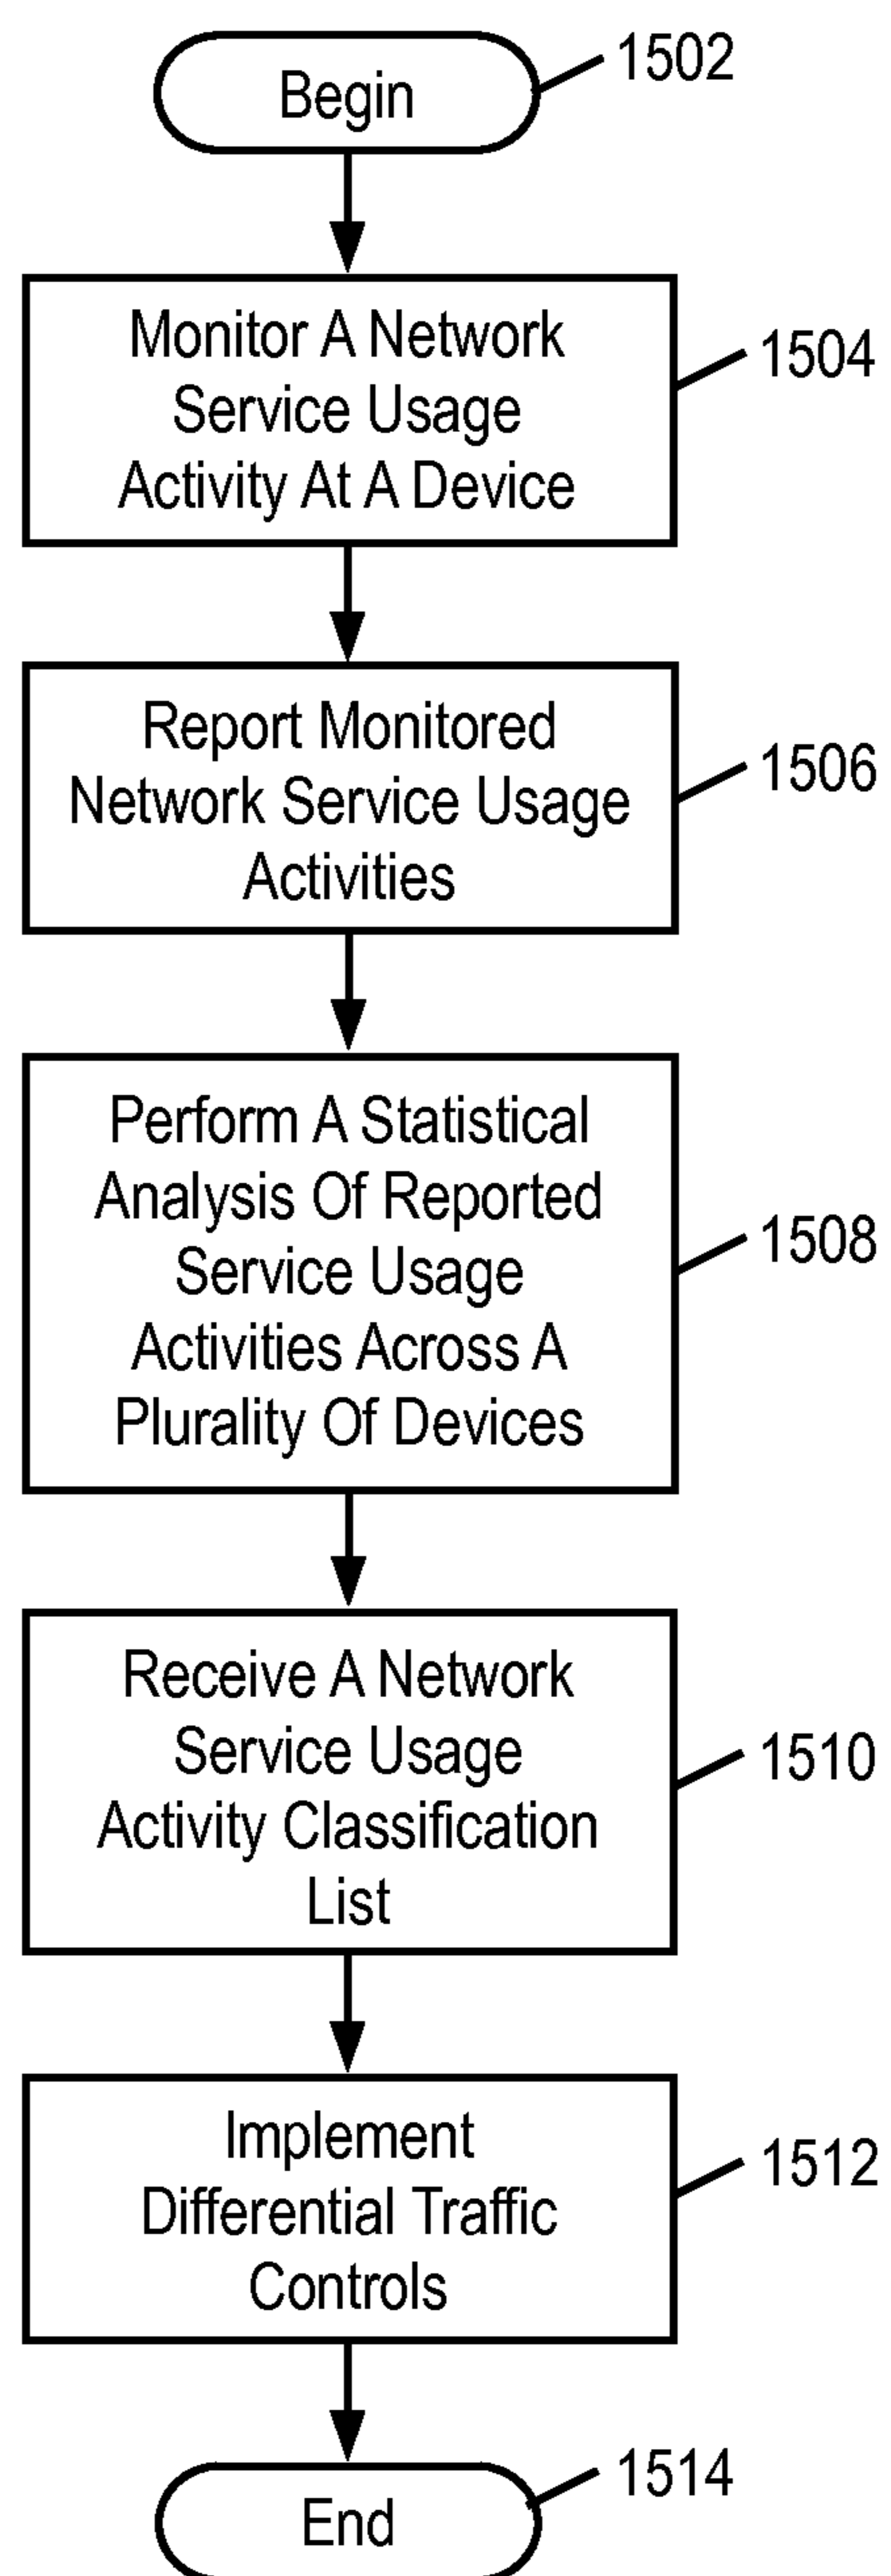 Begin
1502
Monitor A Network
Service Usage
Activity At A Device
1504
Report Monitored
Network Service Usage
Activities
1506
Perform A Statistical
Analysis Of Reported
Service Usage
Activities Across A
Plurality Of Devices
1508
Receive A Network
Service Usage
Activity Classification
List
1510
Implement
Differential Traffic
Controls
1512
End
1514